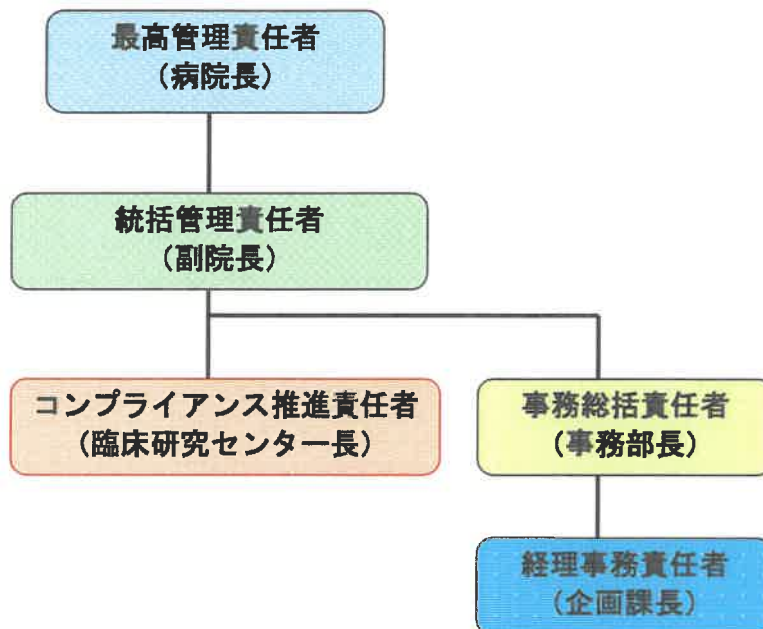 最高管理責任者
（病院長）
統括管理責任者
（副院長）
コンプライアンス推進責任者
（臨床研究センター長）
事務総括責任者
（事務部長）
経理事務責任者
（企画課長）